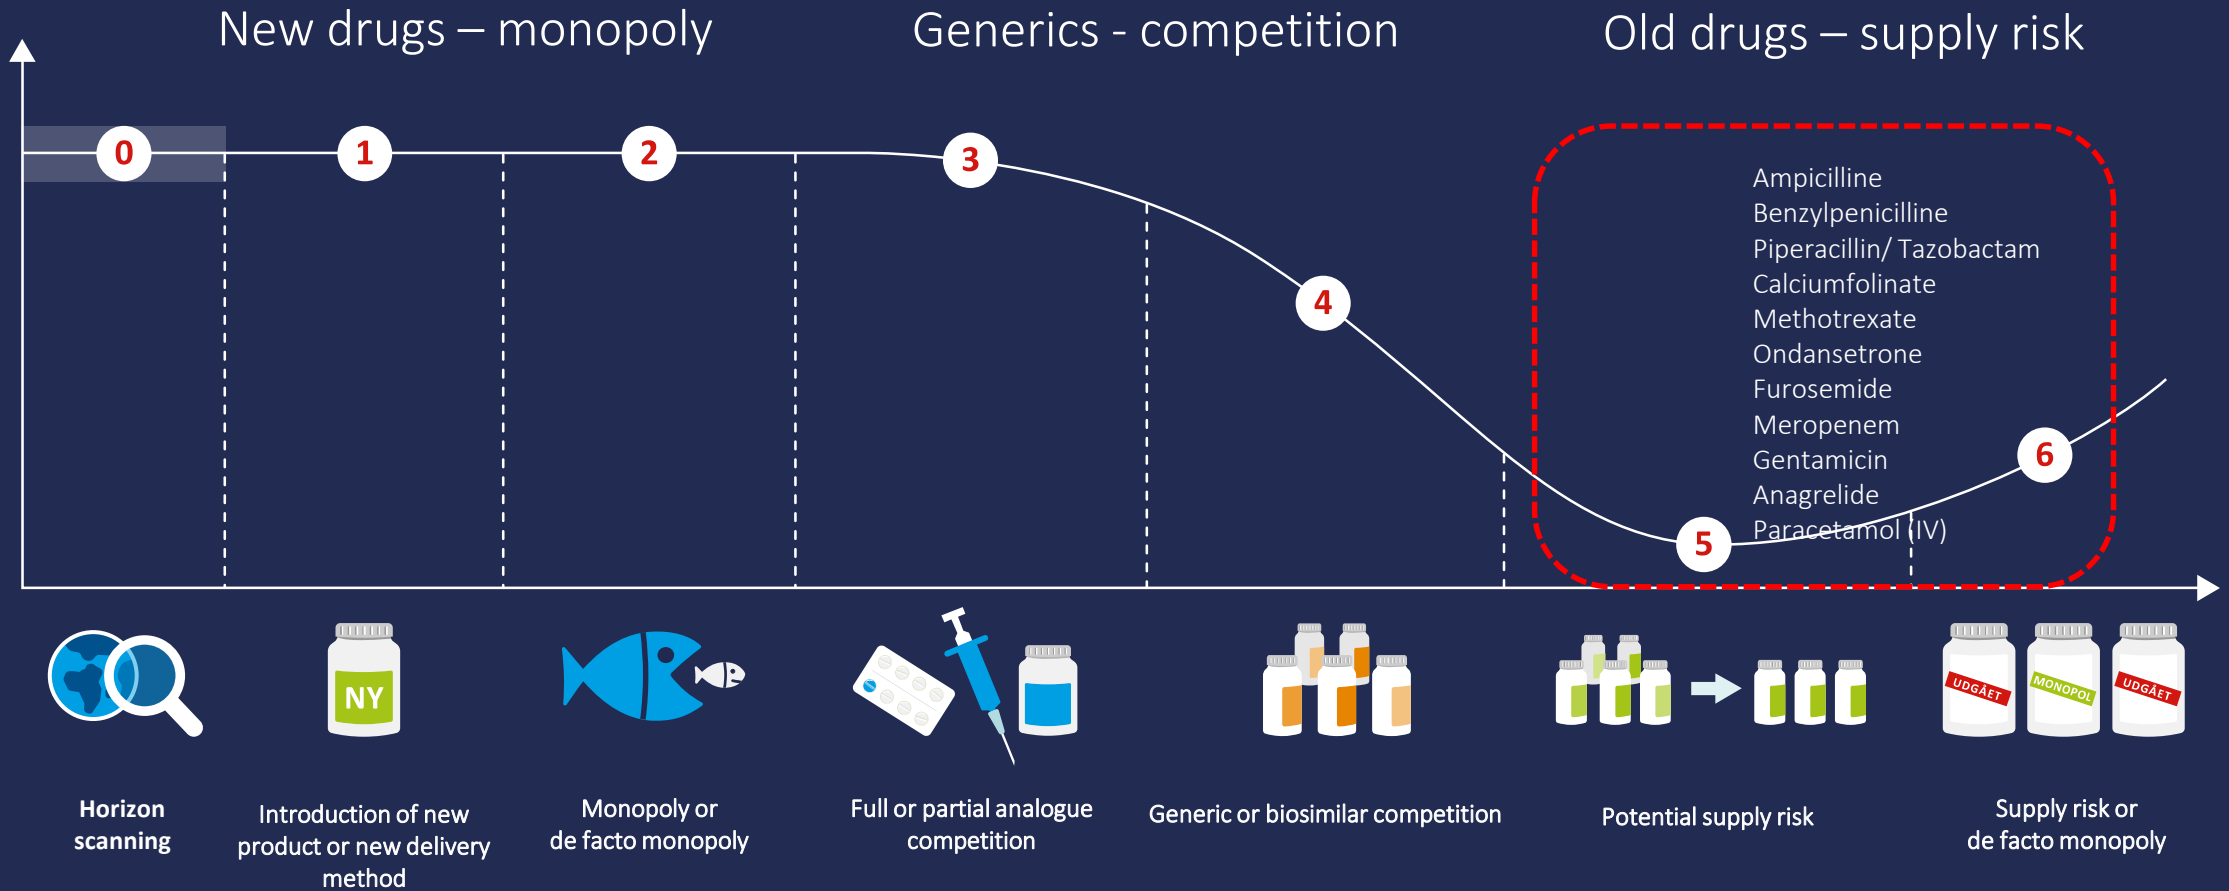 New drugs – monopoly
Generics - competition
Old drugs – supply risk
0
1
2
3
4
5
6
Ampicilline
Benzylpenicilline
Piperacillin/ Tazobactam
Calciumfolinate
Methotrexate
Ondansetrone
Furosemide
Meropenem
Gentamicin
Anagrelide
Paracetamol (IV)
NY
UDGÅET
MONOPOL
UDGÅET
Horizon
scanning
Introduction of new
product or new delivery
method
Monopoly or
de facto monopoly
Full or partial analogue
competition
Generic or biosimilar competition
Potential supply risk
Supply risk or
de facto monopoly